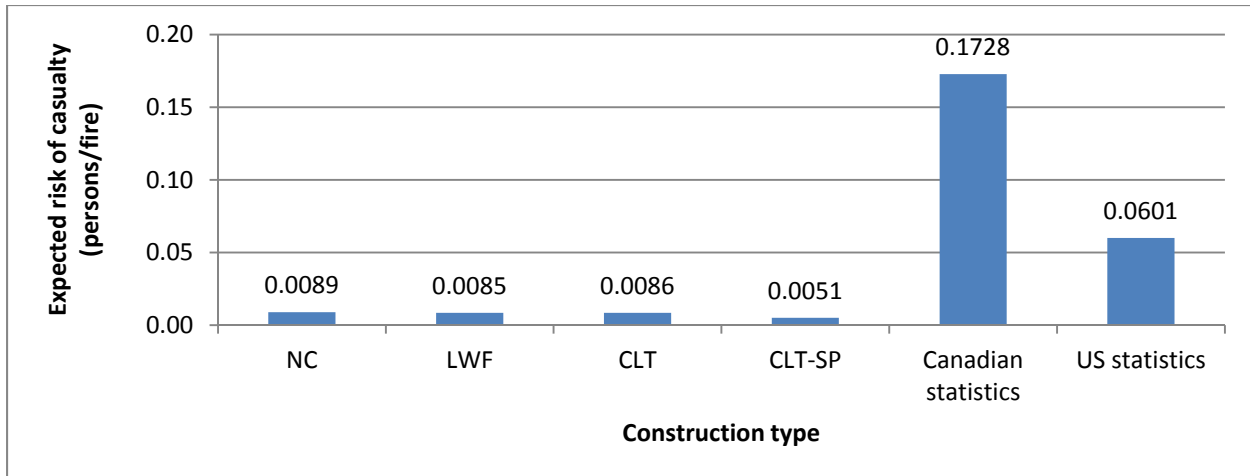 Expected risk of casualty
(persons/fire)
0.20
0.15
0.10
0.05
0.00
0.0089
0.0085
0.0086
0.0051
0.1728
0.0601
NC
LWF
CLT
CLT-SP
Canadian
statistics
US statistics
Construction type